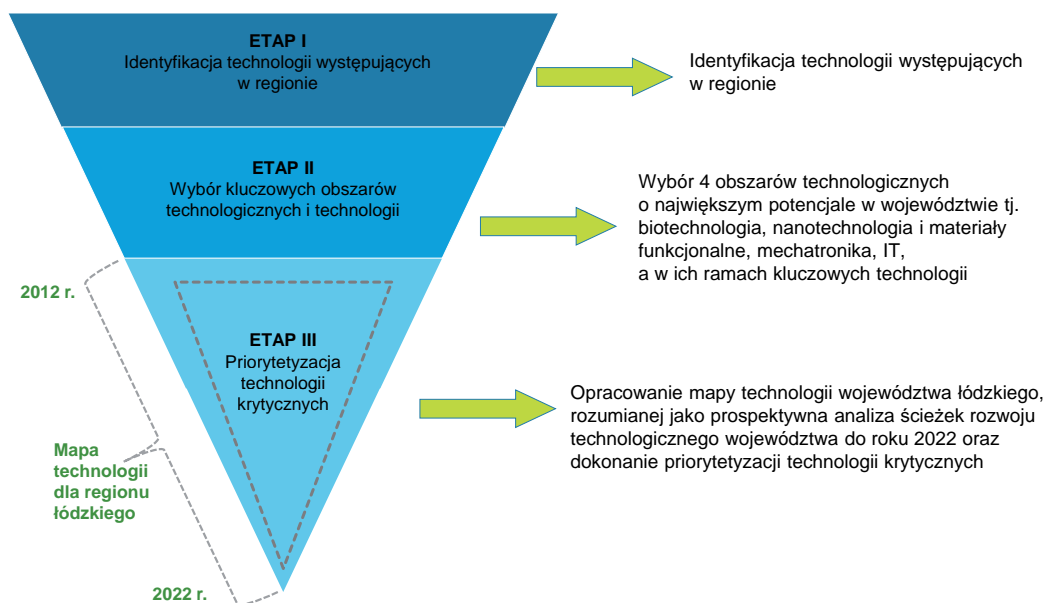 ETAP I
Identyfikacja technologii występujących
w regionie
Identyfikacja technologii występujących
w regionie
ETAP II
Wybór kluczowych obszarów
technologicznych i technologii
Wybór 4 obszarów technologicznych
o największym potencjale w województwie tj.
biotechnologia, nanotechnologia i materiały
funkcjonalne, mechatronika, IT,
a w ich ramach kluczowych technologii
2012 r.
ETAP III
Priorytetyzacja
technologii
krytycznych
Opracowanie mapy technologii województwa łódzkiego,
rozumianej jako prospektywna analiza ścieżek rozwoju
technologicznego województwa do roku 2022 oraz
dokonanie priorytetyzacji technologii krytycznych
Mapa
technologii
dla regionu
łódzkiego
2022 r.